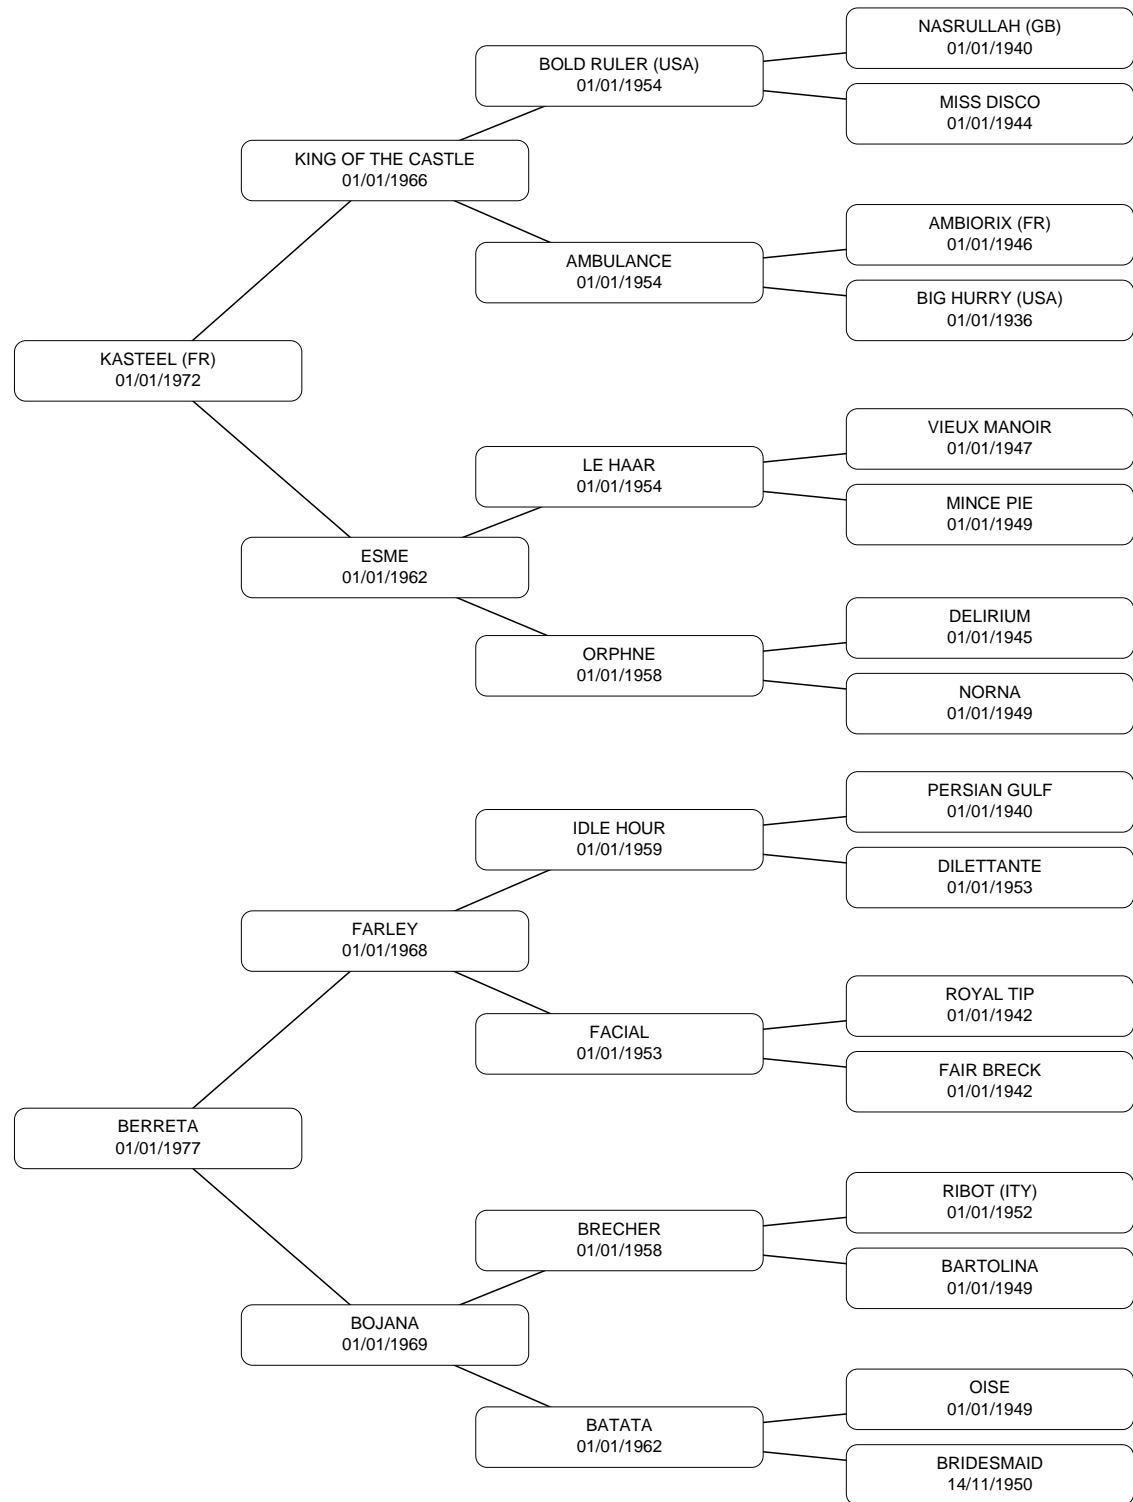 NASRULLAH (GB)
01/01/1940
BOLD RULER (USA)
01/01/1954
MISS DISCO
01/01/1944
KING OF THE CASTLE
01/01/1966
AMBIORIX (FR)
01/01/1946
AMBULANCE
01/01/1954
BIG HURRY (USA)
01/01/1936
KASTEEL (FR)
01/01/1972
VIEUX MANOIR
01/01/1947
LE HAAR
01/01/1954
MINCE PIE
01/01/1949
ESME
01/01/1962
DELIRIUM
01/01/1945
ORPHNE
01/01/1958
NORNA
01/01/1949
PERSIAN GULF
01/01/1940
IDLE HOUR
01/01/1959
DILETTANTE
01/01/1953
FARLEY
01/01/1968
ROYAL TIP
01/01/1942
FACIAL
01/01/1953
FAIR BRECK
01/01/1942
BERRETA
01/01/1977
RIBOT (ITY)
01/01/1952
BRECHER
01/01/1958
BARTOLINA
01/01/1949
BOJANA
01/01/1969
OISE
01/01/1949
BATATA
01/01/1962
BRIDESMAID
14/11/1950